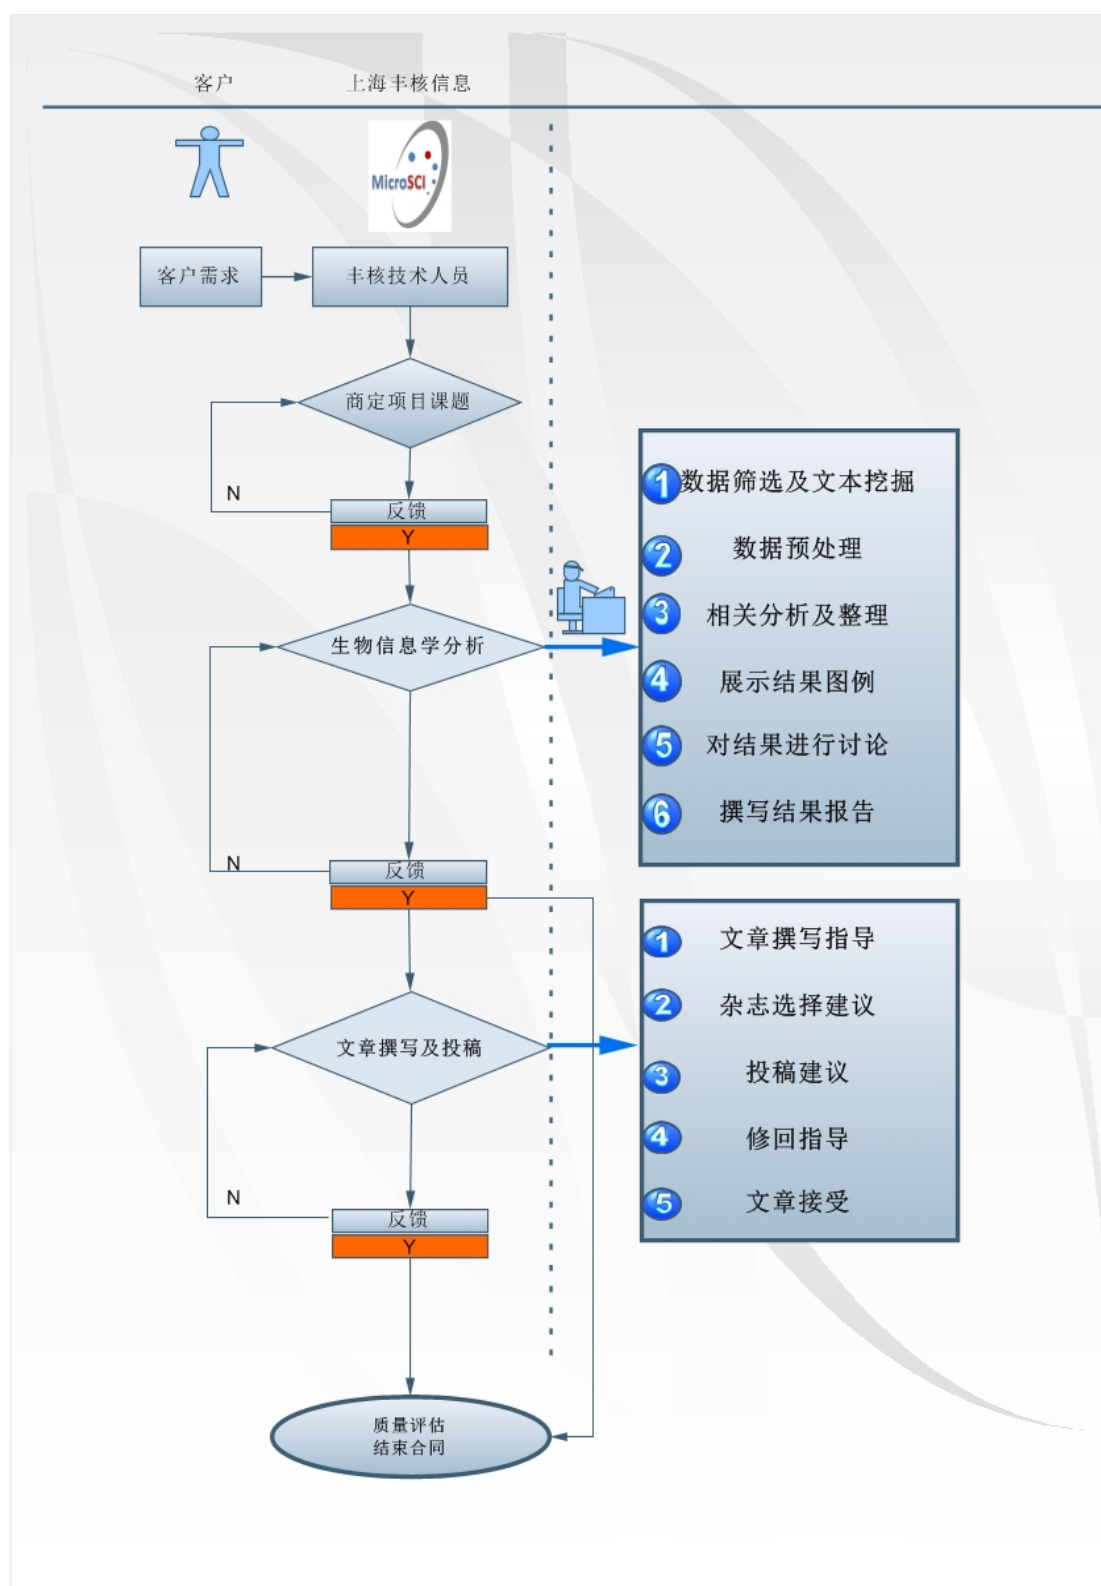 客户
上海丰核信息
MicroSCI
客户需求
丰核技术人员
商定项目课题
N
反馈
Y
生物信息学分析
N
反馈
Y
文章撰写及投稿
N
反馈
Y
质量评估
结束合同
1 数据筛选及文本挖掘
2 数据预处理
3 相关分析及整理
4 展示结果图例
5 对结果进行讨论
6 撰写结果报告
1 文章撰写指导
2 杂志选择建议
3 投稿建议
4 修回指导
5 文章接受